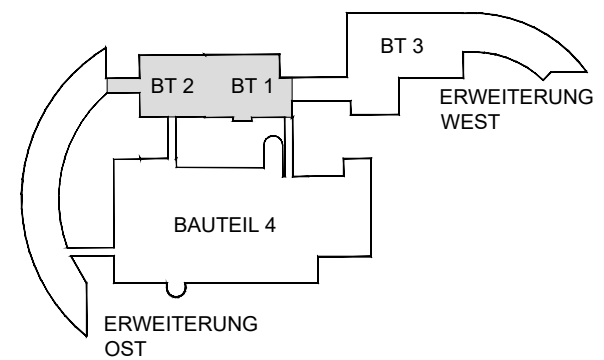 BT 3
BT 2
BT 1
ERWEITERUNG
WEST
BAUTEIL 4
ERWEITERUNG
OST